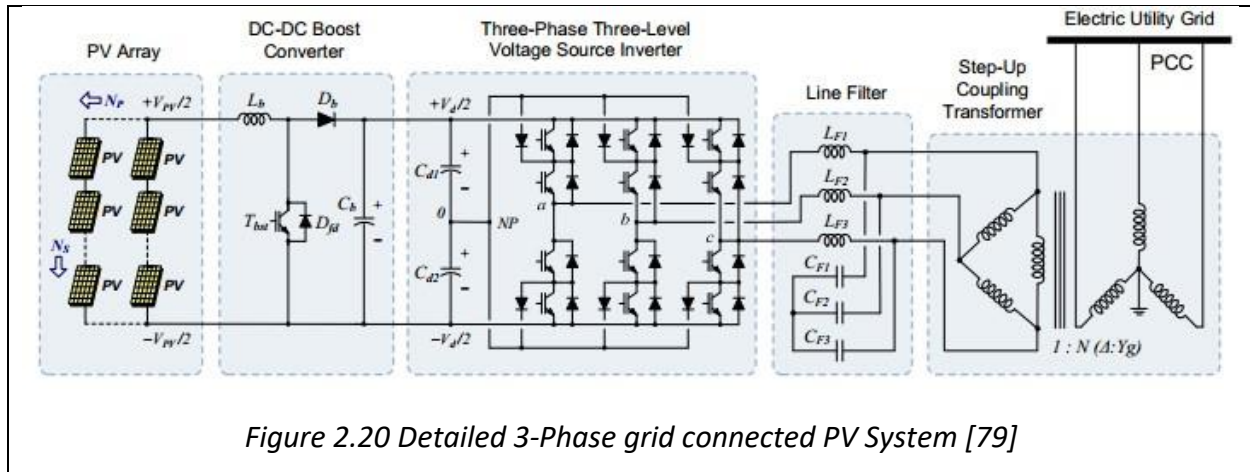 Electric Utility Grid
PCC
DC-DC Boost
Converter
Three-Phase Three-Level
Voltage Source Inverter
PV Array
Line Filter
Step-Up
Coupling
Transformer
⇦ N_P
+V_PV/2
L_b
D_b
+V_d/2
L_F1
PV
PV
C_d1
+
−
a
L_F2
PV
PV
T_bst
D_fd
C_b
+
−
0
NP
b
L_F3
c
N_S
⇩
PV
PV
C_d2
+
−
C_F1
C_F2
C_F3
−V_PV/2
−V_d/2
1 : N (Δ:Yg)
Figure 2.20 Detailed 3-Phase grid connected PV System [79]